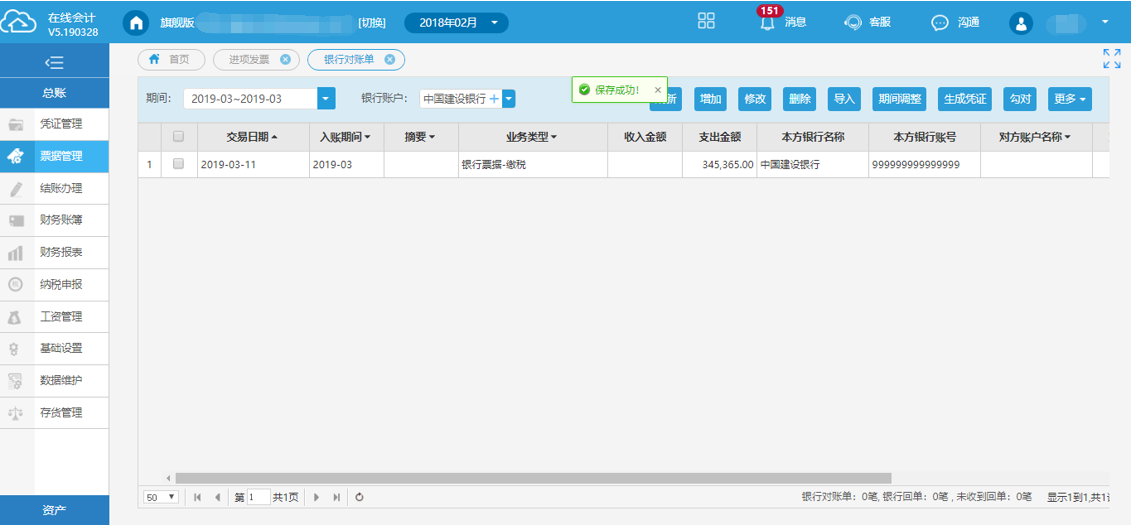 在线会计
V5.190328
旗舰版
[切换]
2018年02月
151
消息
客服
沟通
总账
凭证管理
票据管理
结账办理
财务账簿
财务报表
纳税申报
工资管理
基础设置
数据维护
存货管理
资产
首页
进项发票
银行对账单
期间:
2019-03~2019-03
银行账户:
中国建设银行
保存成功!
新
增加
修改
删除
导入
期间调整
生成凭证
勾对
更多
交易日期
入账期间
摘要
业务类型
收入金额
支出金额
本方银行名称
本方银行账号
对方账户名称
1
2019-03-11
2019-03
银行票据-缴税
345,365.00
中国建设银行
999999999999999
50
第 1 共1页
银行对账单: 0笔, 银行回单: 0笔 , 未收到回单: 0笔
显示1到1,共1